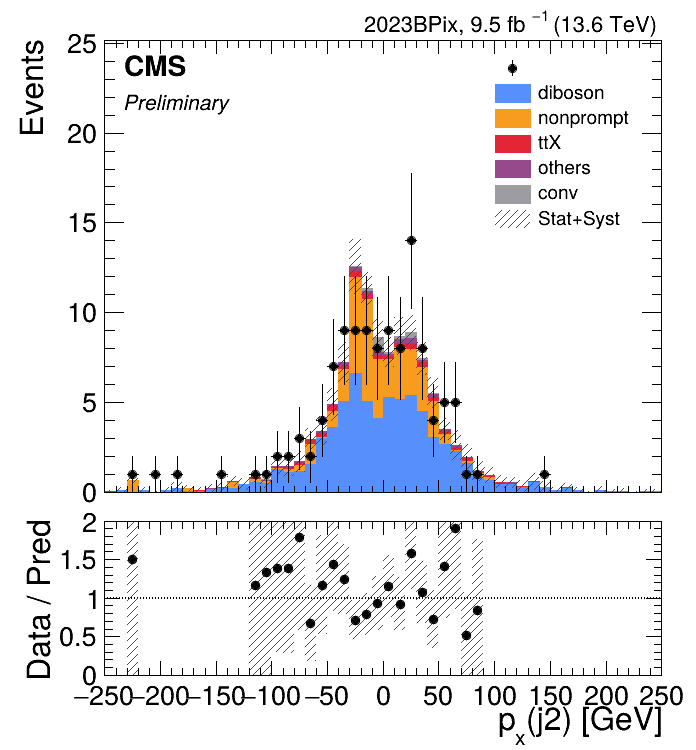 2023BPix, 9.5 fb⁻¹ (13.6 TeV)
Events
25
20
15
10
5
0
CMS
Preliminary
diboson
nonprompt
ttX
others
conv
Stat+Syst
Data / Pred
2
1.5
1
0.5
0
−250 −200 −150 −100 −50 0 50 100 150 200 250
pₓ(j2) [GeV]